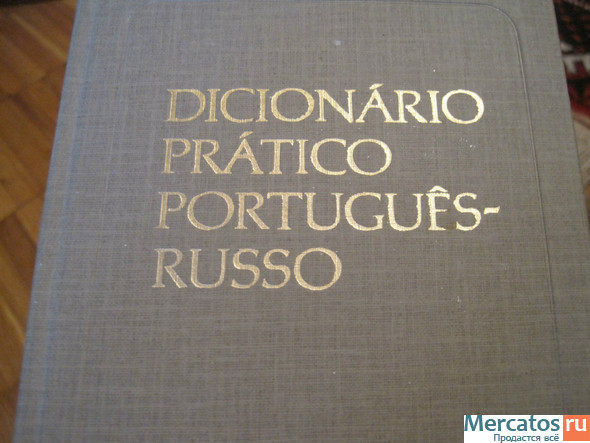 DICIONÁRIO
PRÁTICO
PORTUGUÊS-
RUSSO
Mercatos ru
Продастся всё